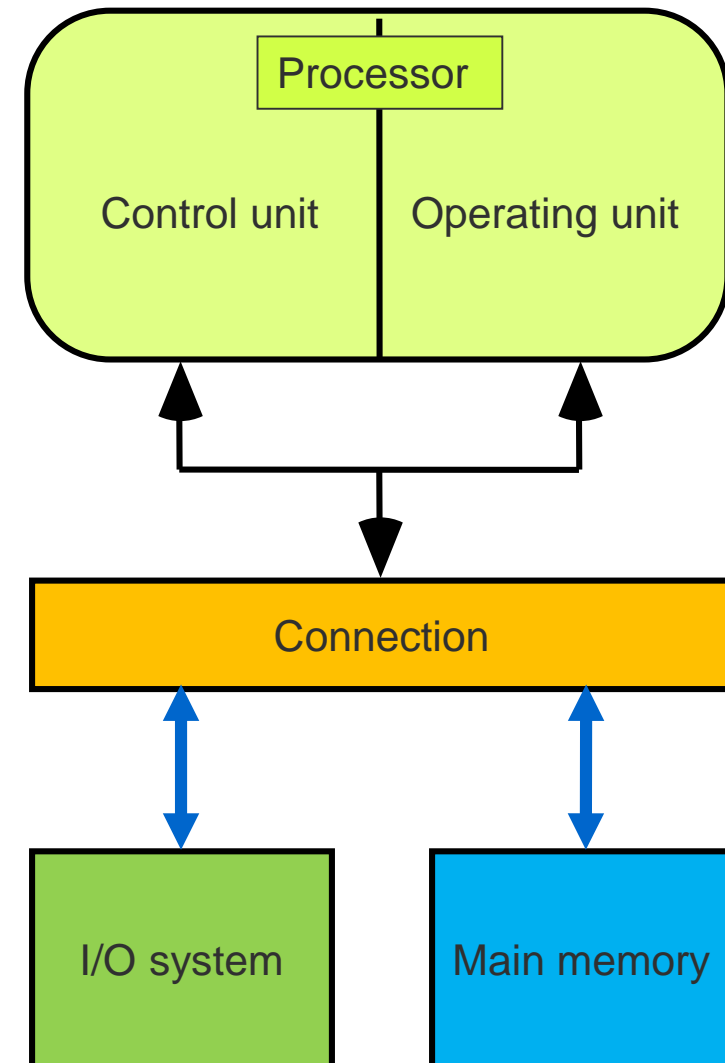 Processor
Control unit
Operating unit
Connection
I/O system
Main memory